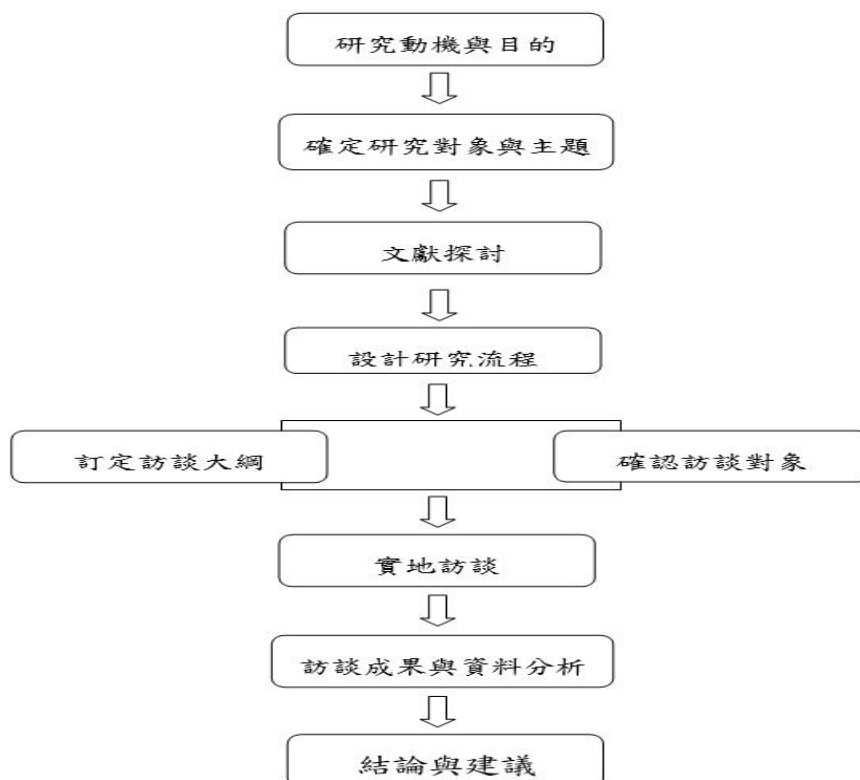 研究動機與目的
確定研究對象與主題
文獻探討
設計研究流程
訂定訪談大綱
確認訪談對象
實地訪談
訪談成果與資料分析
結論與建議